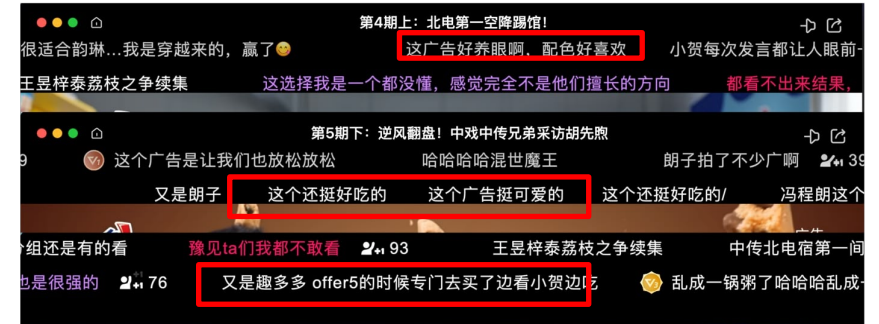 第4期上：北电第一空降踢馆！
很适合韵琳...我是穿越来的，赢了 这广告好养眼啊，配色好喜欢 小贺每次发言都让人眼前
王昱梓泰荔枝之争续集 这选择我是一个都没懂，感觉完全不是他们擅长的方向 都看不出来结果，
第5期下：逆风翻盘！中戏中传兄弟采访胡先煦
9 V1 这个广告是让我们也放松放松 哈哈哈哈混世魔王 朗子拍了不少广啊 +1 39
又是朗子 这个还挺好吃的 这个广告挺可爱的 这个还挺好吃的/ 冯程朗这个
组还是有的看 豫见ta们我都不敢看 +1 93 王昱梓泰荔枝之争续集 中传北电宿第一间
也是很强的 +1 76 又是趣多多 offer5的时候专门去买了边看小贺边吃 乱成一锅粥了哈哈哈乱成